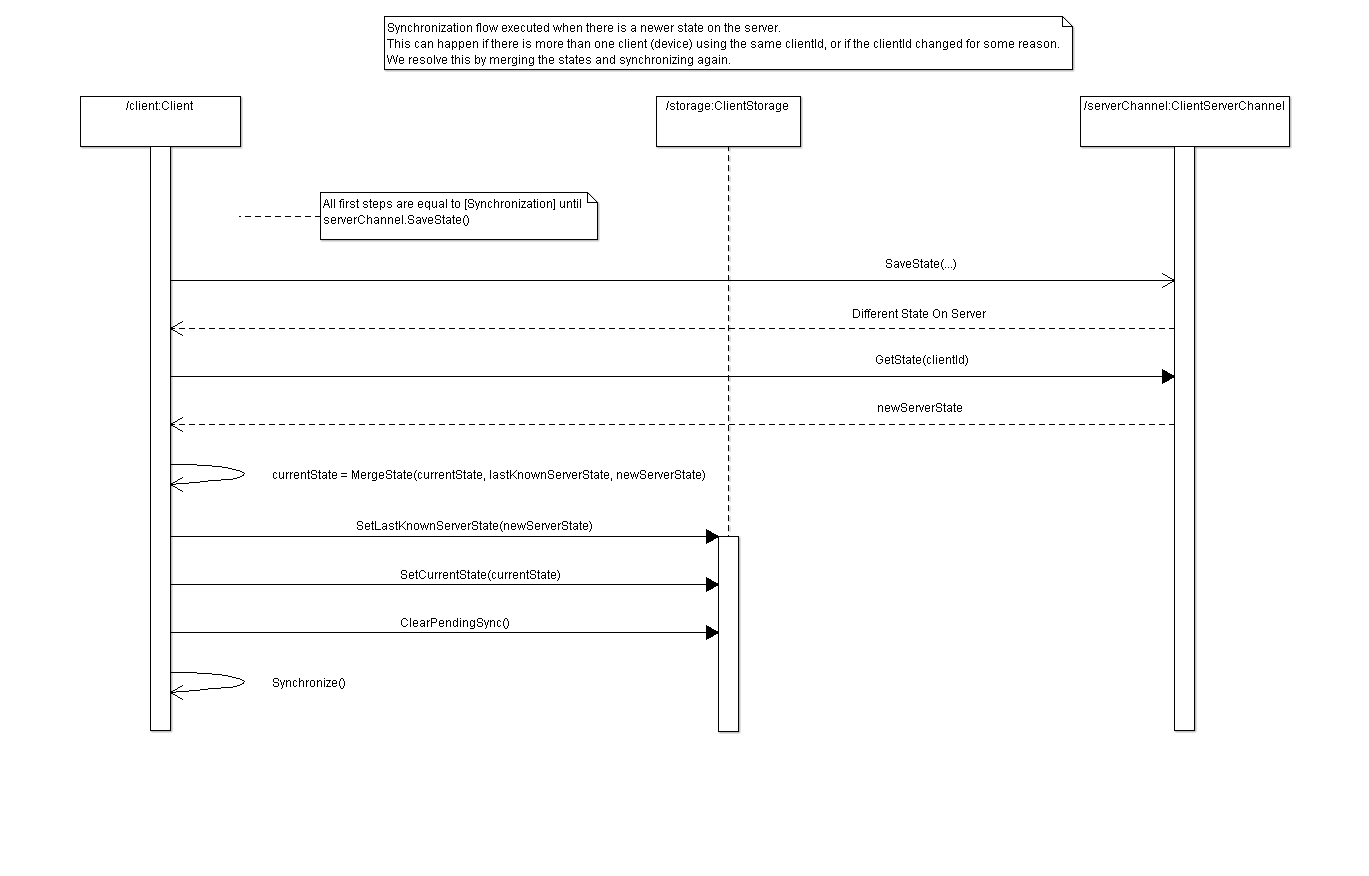 Synchronization flow executed when there is a newer state on the server.
This can happen if there is more than one client (device) using the same clientId, or if the clientId changed for some reason.
We resolve this by merging the states and synchronizing again.
/client:Client
/storage:ClientStorage
/serverChannel:ClientServerChannel
All first steps are equal to [Synchronization] until
serverChannel.SaveState()
SaveState(...)
Different State On Server
GetState(clientId)
newServerState
currentState = MergeState(currentState, lastKnownServerState, newServerState)
SetLastKnownServerState(newServerState)
SetCurrentState(currentState)
ClearPendingSync()
Synchronize()